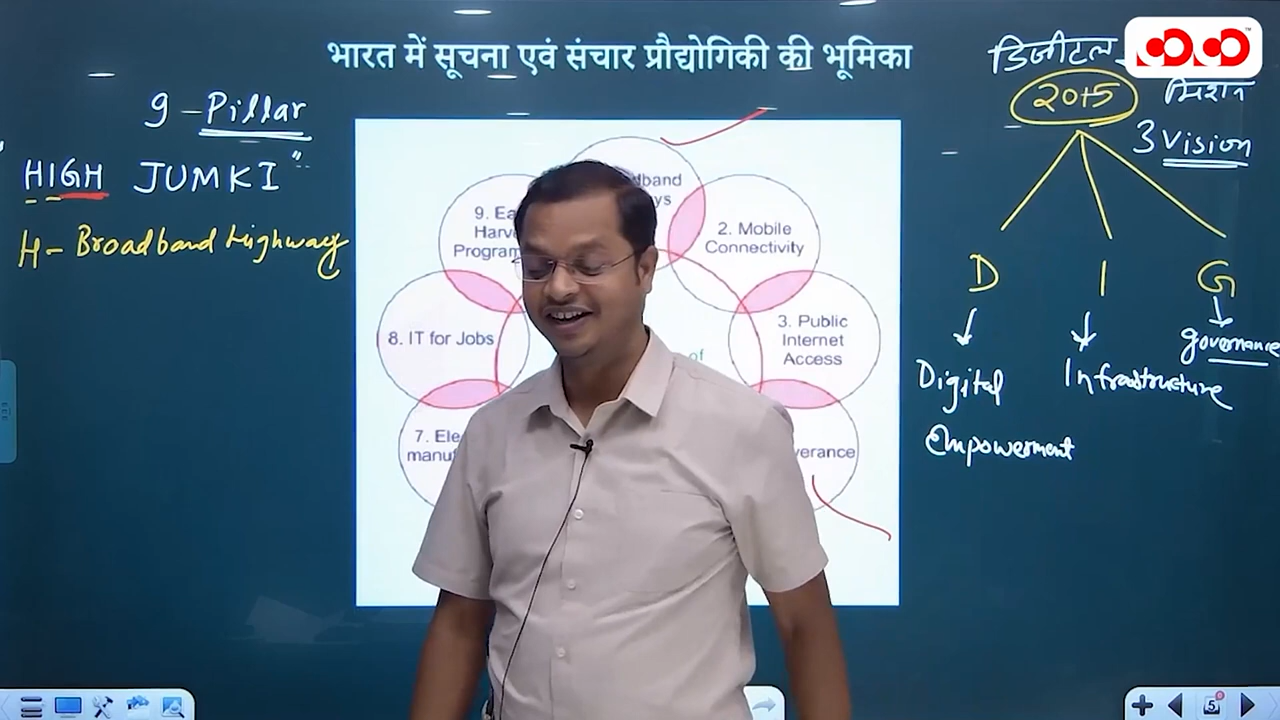 भारत में सूचना एवं संचार प्रौद्योगिकी की भूमिका
9 - Pillar
"HIGH JUMKI"
H - Broadband Highway
डिजीटल
मिशन
2015
3 Vision
D I G
Digital
Empowerment
Infrastructure
governance
2. Mobile
Connectivity
3. Public
Internet
Access
verance
7. Ele
manuf
8. IT for Jobs
9. Ea
Harv
Program
dband
ys
of
5